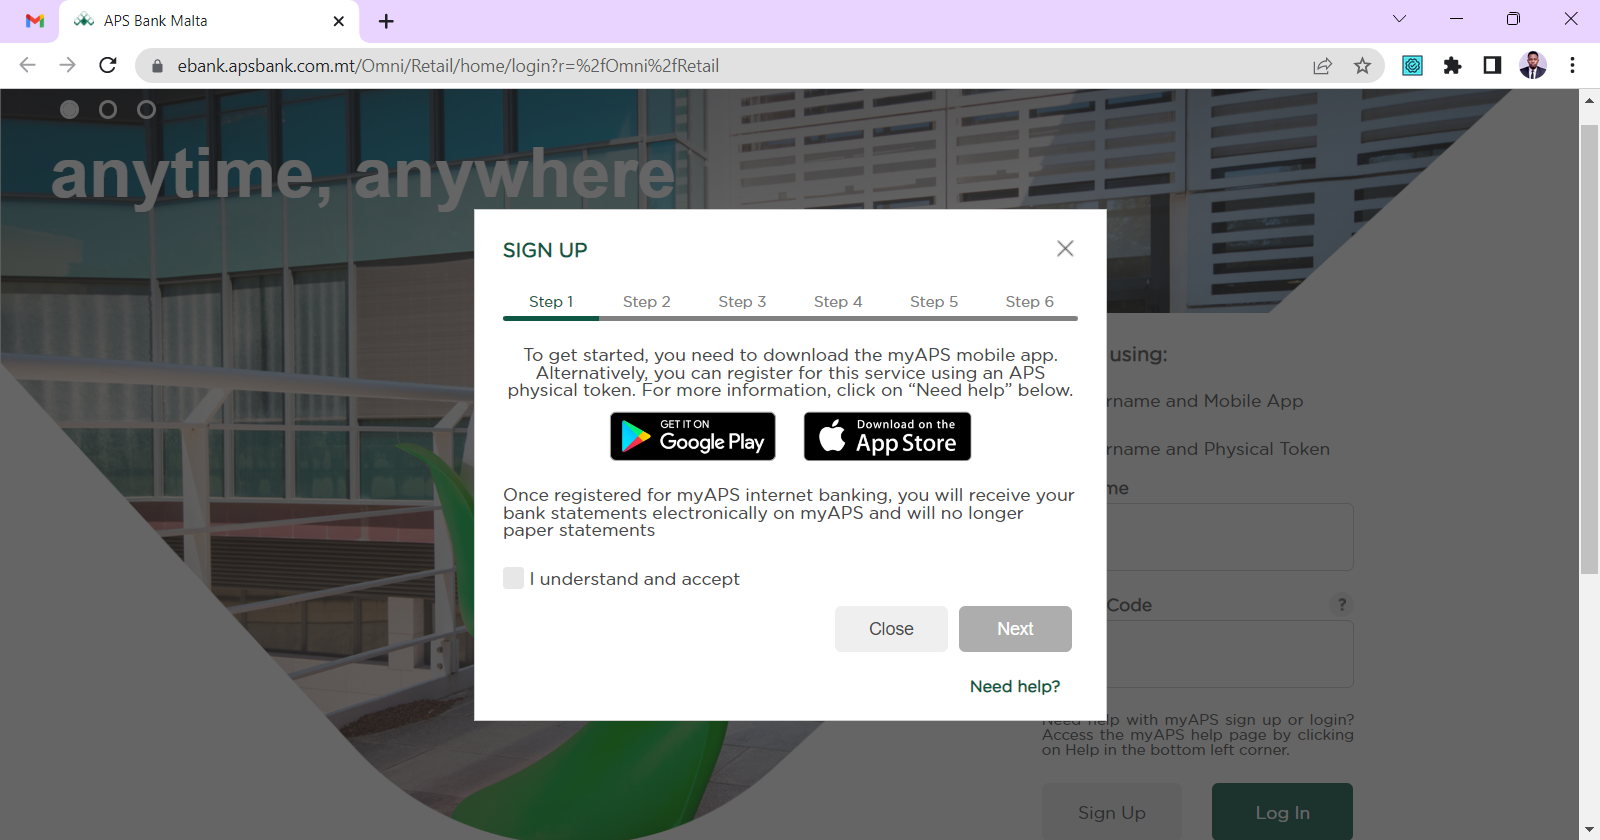 APS Bank Malta
ebank.apsbank.com.mt/Omni/Retail/home/login?r=%2fOmni%2fRetail
anytime, anywhere
SIGN UP
Step 1 Step 2 Step 3 Step 4 Step 5 Step 6
To get started, you need to download the myAPS mobile app.
Alternatively, you can register for this service using an APS
physical token. For more information, click on “Need help” below.
GET IT ON
Google Play
Download on the
App Store
Once registered for myAPS internet banking, you will receive your
bank statements electronically on myAPS and will no longer
paper statements
I understand and accept
Close Next
Need help?
using:
rname and Mobile App
rname and Physical Token
me
Code ?
Need help with myAPS sign up or login?
Access the myAPS help page by clicking
on Help in the bottom left corner.
Sign Up Log In